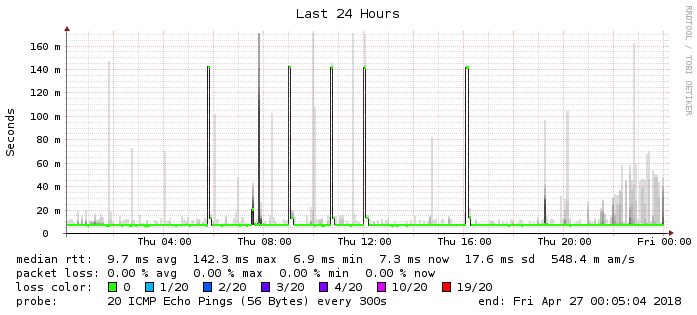 Last 24 Hours
RRDTOOL / TOBI OETIKER
Seconds
160 m
140 m
120 m
100 m
80 m
60 m
40 m
20 m
0
Thu 04:00 Thu 08:00 Thu 12:00 Thu 16:00 Thu 20:00 Fri 00:00
median rtt: 9.7 ms avg 142.3 ms max 6.9 ms min 7.3 ms now 17.6 ms sd 548.4 m am/s
packet loss: 0.00 % avg 0.00 % max 0.00 % min 0.00 % now
loss color: 0 1/20 2/20 3/20 4/20 10/20 19/20
probe: 20 ICMP Echo Pings (56 Bytes) every 300s end: Fri Apr 27 00:05:04 2018